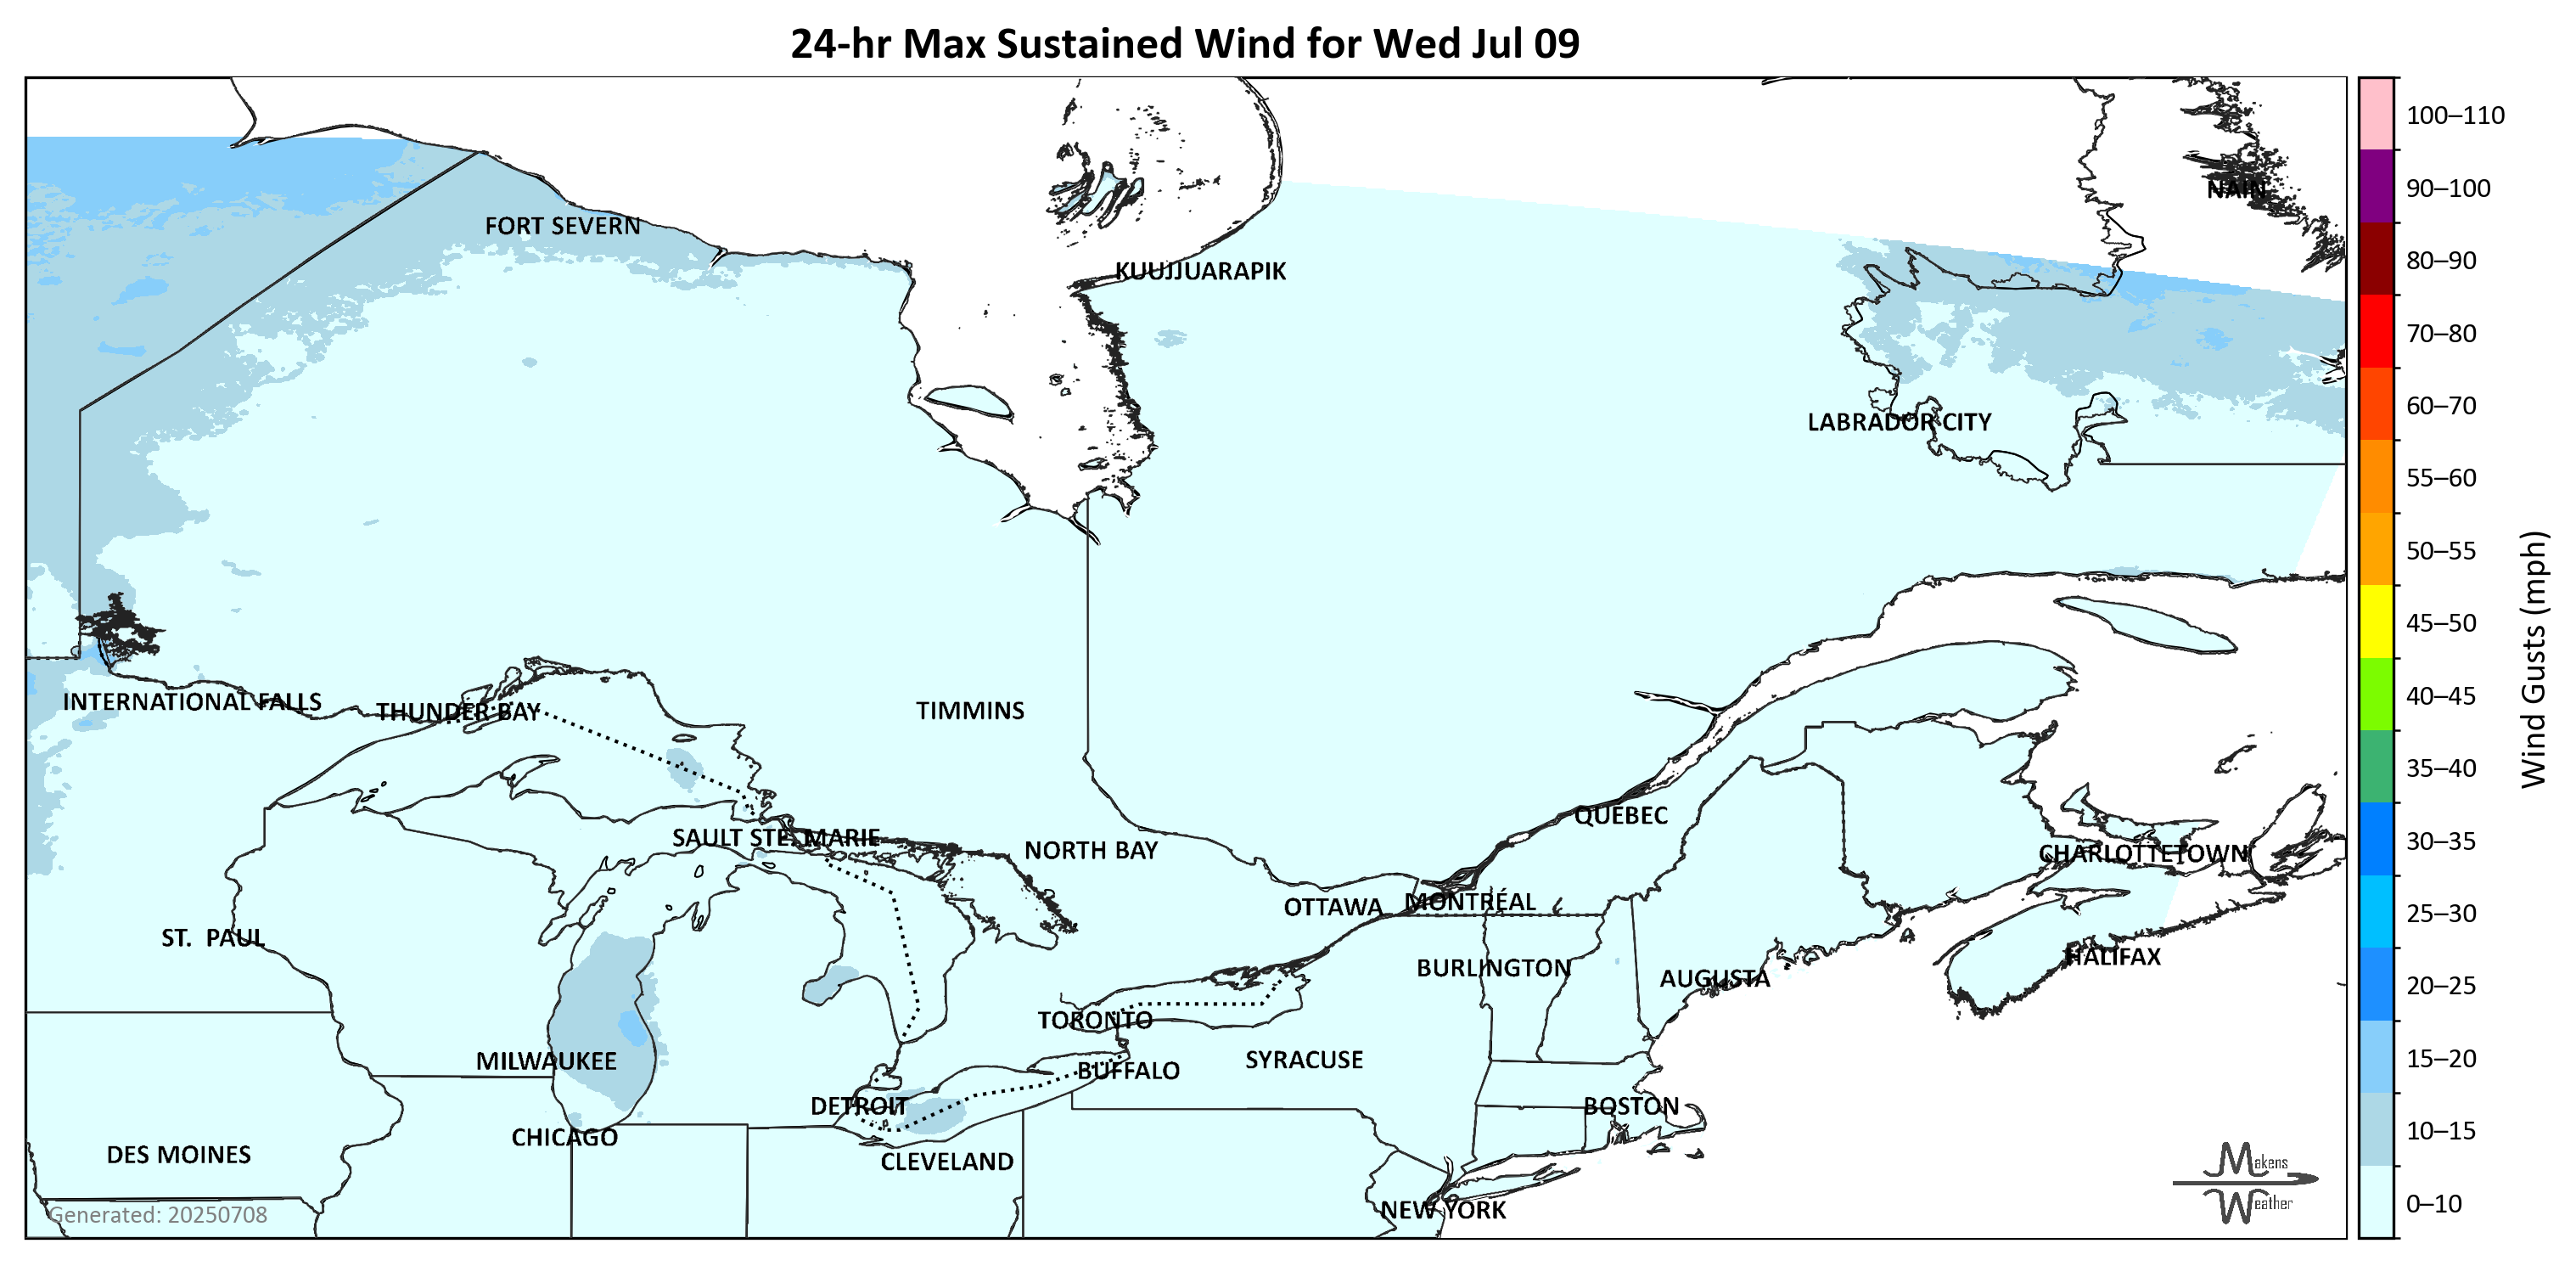 24-hr Max Sustained Wind for Wed Jul 09
100–110
90–100
NAIN
FORT SEVERN
80–90
KUUJJUARAPIK
70–80
60–70
LABRADOR CITY
55–60
50–55
45–50
Wind Gusts (mph)
40–45
INTERNATIONAL FALLS
THUNDER BAY
TIMMINS
35–40
QUÉBEC
30–35
SAULT STE. MARIE
NORTH BAY
CHARLOTTETOWN
OTTAWA
MONTRÉAL
25–30
ST. PAUL
HALIFAX
BURLINGTON
AUGUSTA
20–25
TORONTO
15–20
MILWAUKEE
SYRACUSE
BUFFALO
DETROIT
BOSTON
10–15
CHICAGO
DES MOINES
CLEVELAND
Makens
Weather
0–10
NEW YORK
Generated: 20250708